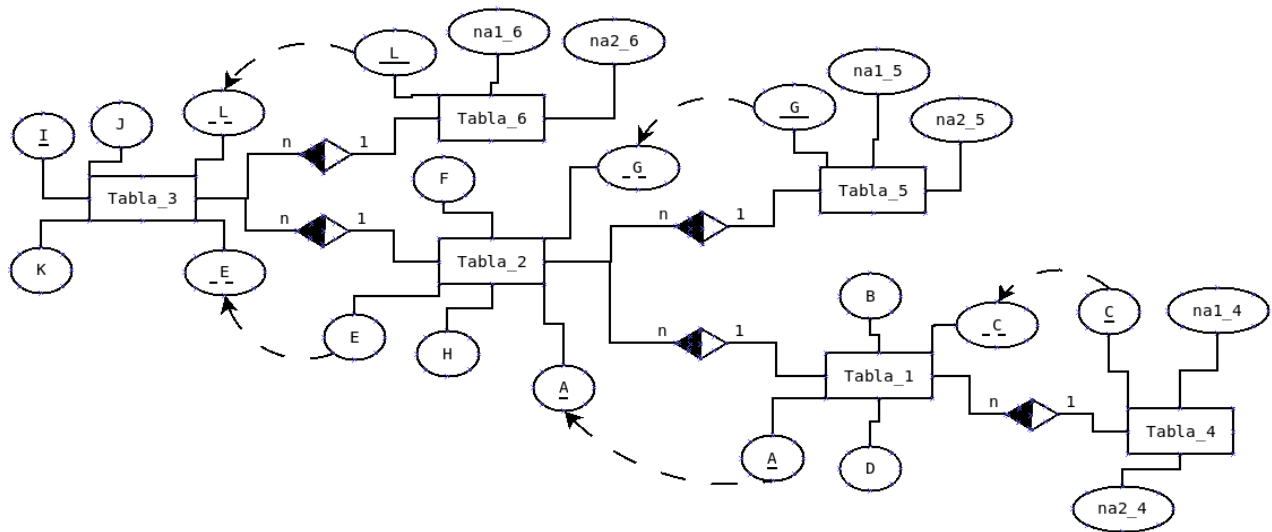 na1_6
na2_6
L
L
I
J
Tabla_6
n
1
Tabla_3
K
E
n
1
F
G
G
na1_5
na2_5
Tabla_5
n
1
Tabla_2
E
H
A
n
1
B
C
C
na1_4
Tabla_1
n
1
Tabla_4
A
D
na2_4